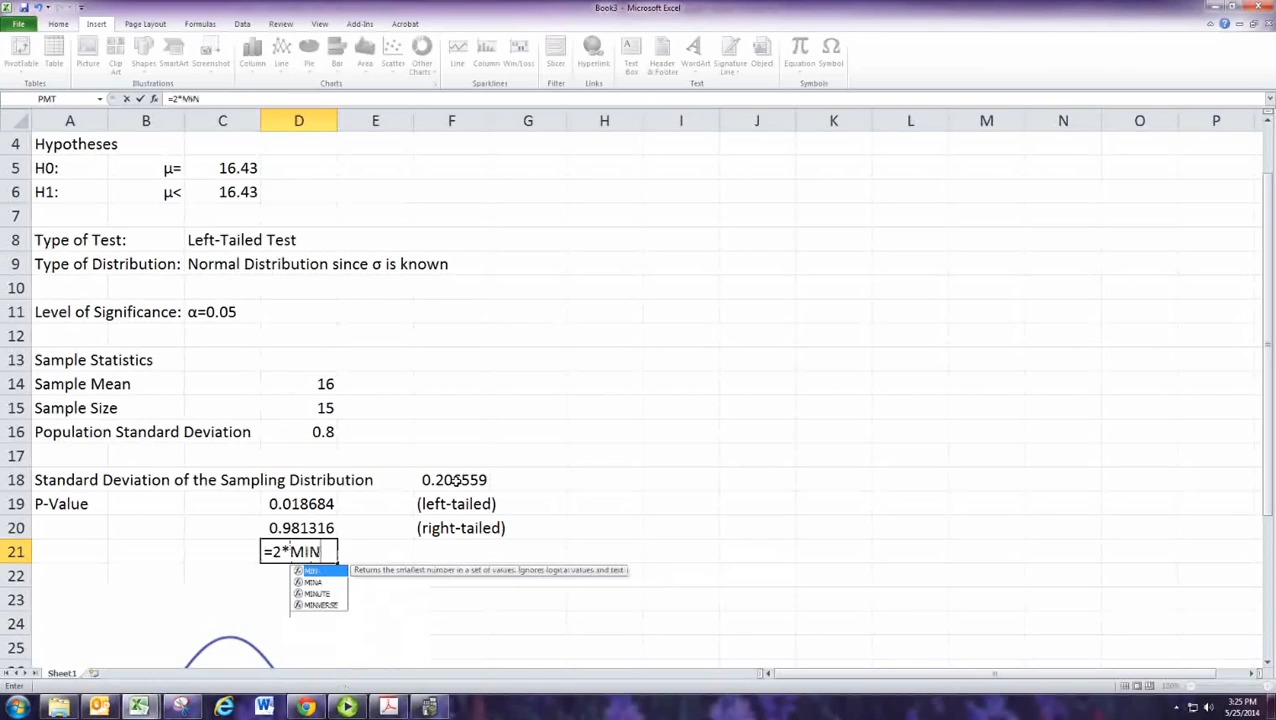 Book3 - Microsoft Excel
File Home Insert Page Layout Formulas Data Review View Add-Ins Acrobat
PivotTable Table Picture Clip Art Shapes SmartArt Screenshot Column Line Pie Bar Area Scatter Other Charts Line Column Win/Loss Slicer Hyperlink Text Box Header & Footer WordArt Signature Line Object Equation Symbol
Tables Illustrations Charts Sparklines Filter Links Text Symbols
PMT =2*MIN
A B C D E F G H I J K L M N O P
4 Hypotheses
5 H0: μ= 16.43
6 H1: μ< 16.43
7
8 Type of Test: Left-Tailed Test
9 Type of Distribution: Normal Distribution since σ is known
10
11 Level of Significance: α=0.05
12
13 Sample Statistics
14 Sample Mean 16
15 Sample Size 15
16 Population Standard Deviation 0.8
17
18 Standard Deviation of the Sampling Distribution 0.206559
19 P-Value 0.018684 (left-tailed)
20 0.981316 (right-tailed)
21 =2*MIN
22 MIN Returns the smallest number in a set of values. Ignores logical values and text
MINA
23 MINUTE
MINVERSE
24
25
Sheet1
Enter
3:25 PM
5/25/2014